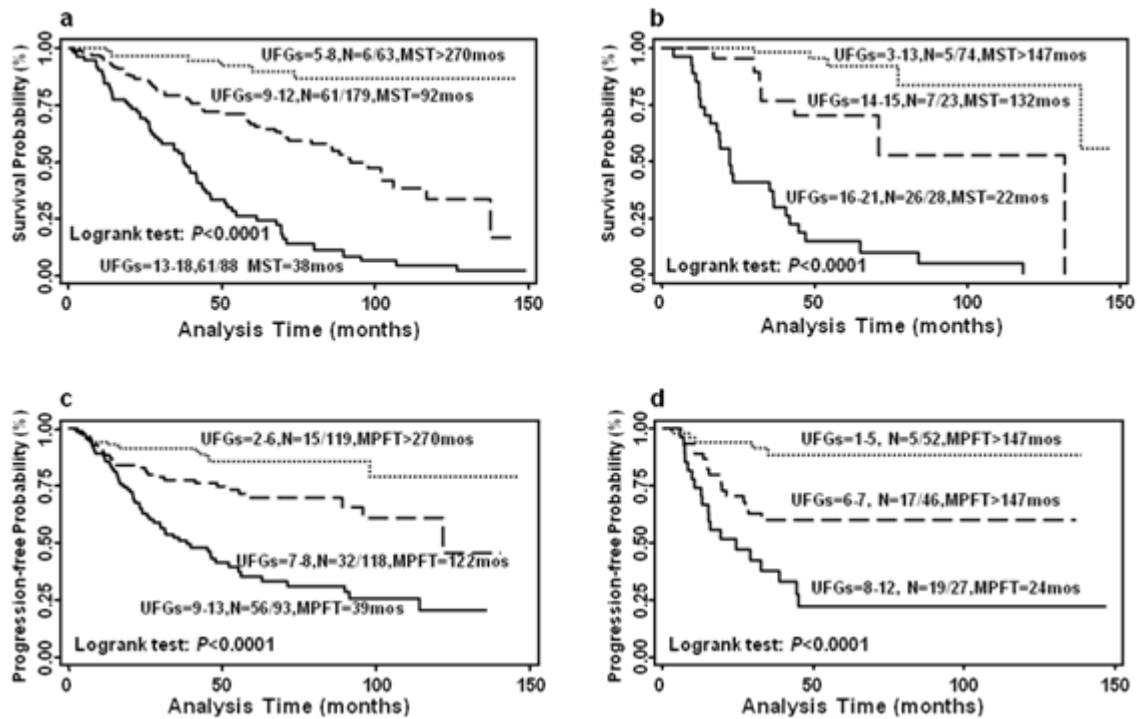 a
Survival Probability (%)
1.00
0.75
0.50
0.25
0.00
UFGs=5-8,N=6/63,MST>270mos
UFGs=9-12,N=61/179,MST=92mos
Logrank test: P<0.0001
UFGs=13-18,61/88 MST=38mos
0
50
100
150
Analysis Time (months)
b
Survival Probability (%)
1.00
0.75
0.50
0.25
0.00
UFGs=3-13,N=5/74,MST>147mos
UFGs=14-15,N=7/23,MST=132mos
UFGs=16-21,N=26/28,MST=22mos
Logrank test: P<0.0001
0
50
100
150
Analysis Time (months)
c
Progression-free Probability (%)
1.00
0.75
0.50
0.25
0.00
UFGs=2-6,N=15/119,MPFT>270mos
UFGs=7-8,N=32/118,MPFT=122mos
UFGs=9-13,N=56/93,MPFT=39mos
Logrank test: P<0.0001
0
50
100
150
Analysis Time (months)
d
Progression-free Probability (%)
1.00
0.75
0.50
0.25
0.00
UFGs=1-5, N=5/52,MPFT>147mos
UFGs=6-7, N=17/46,MPFT>147mos
UFGs=8-12, N=19/27,MPFT=24mos
Logrank test: P<0.0001
0
50
100
150
Analysis Time (months)